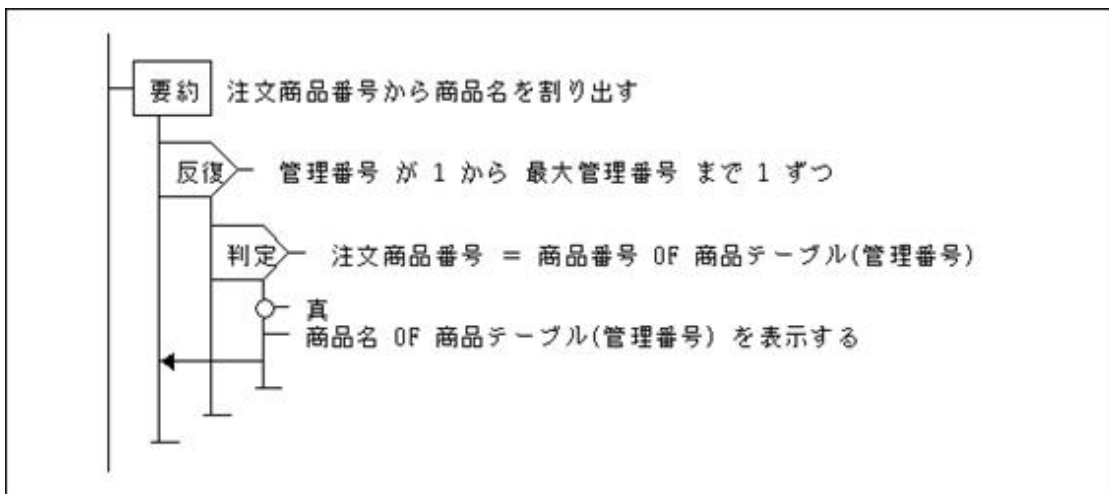 要約 注文商品番号から商品名を割り出す
反復 管理番号 が 1 から 最大管理番号 まで 1 ずつ
判定 注文商品番号 = 商品番号 OF 商品テーブル(管理番号)
真
商品名 OF 商品テーブル(管理番号) を表示する